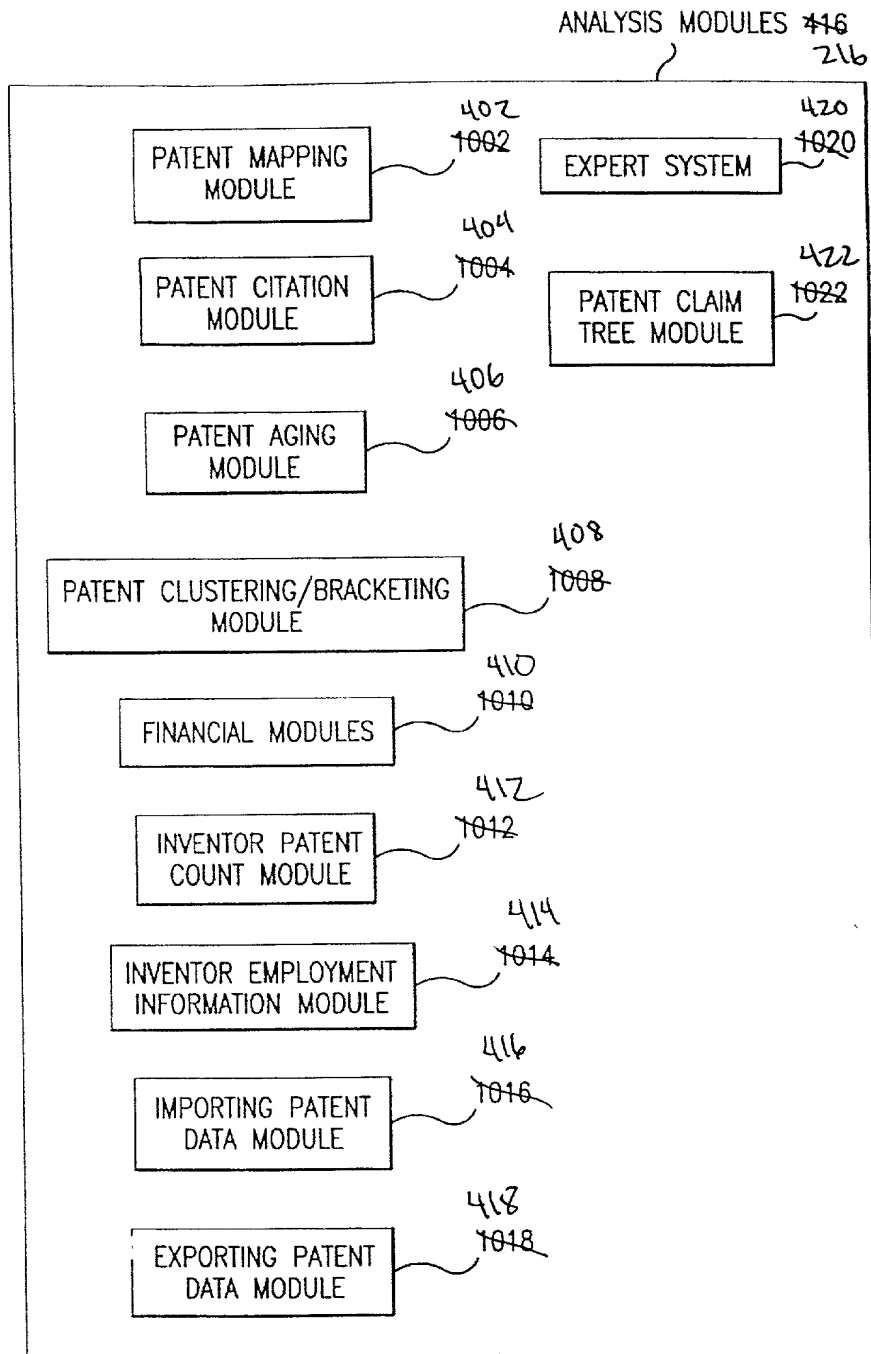 ANALYSIS MODULES 416
216
402
1002
PATENT MAPPING
MODULE
420
1020
EXPERT SYSTEM
404
1004
PATENT CITATION
MODULE
422
1022
PATENT CLAIM
TREE MODULE
406
1006
PATENT AGING
MODULE
408
1008
PATENT CLUSTERING/BRACKETING
MODULE
410
1010
FINANCIAL MODULES
412
1012
INVENTOR PATENT
COUNT MODULE
414
1014
INVENTOR EMPLOYMENT
INFORMATION MODULE
416
1016
IMPORTING PATENT
DATA MODULE
418
1018
EXPORTING PATENT
DATA MODULE